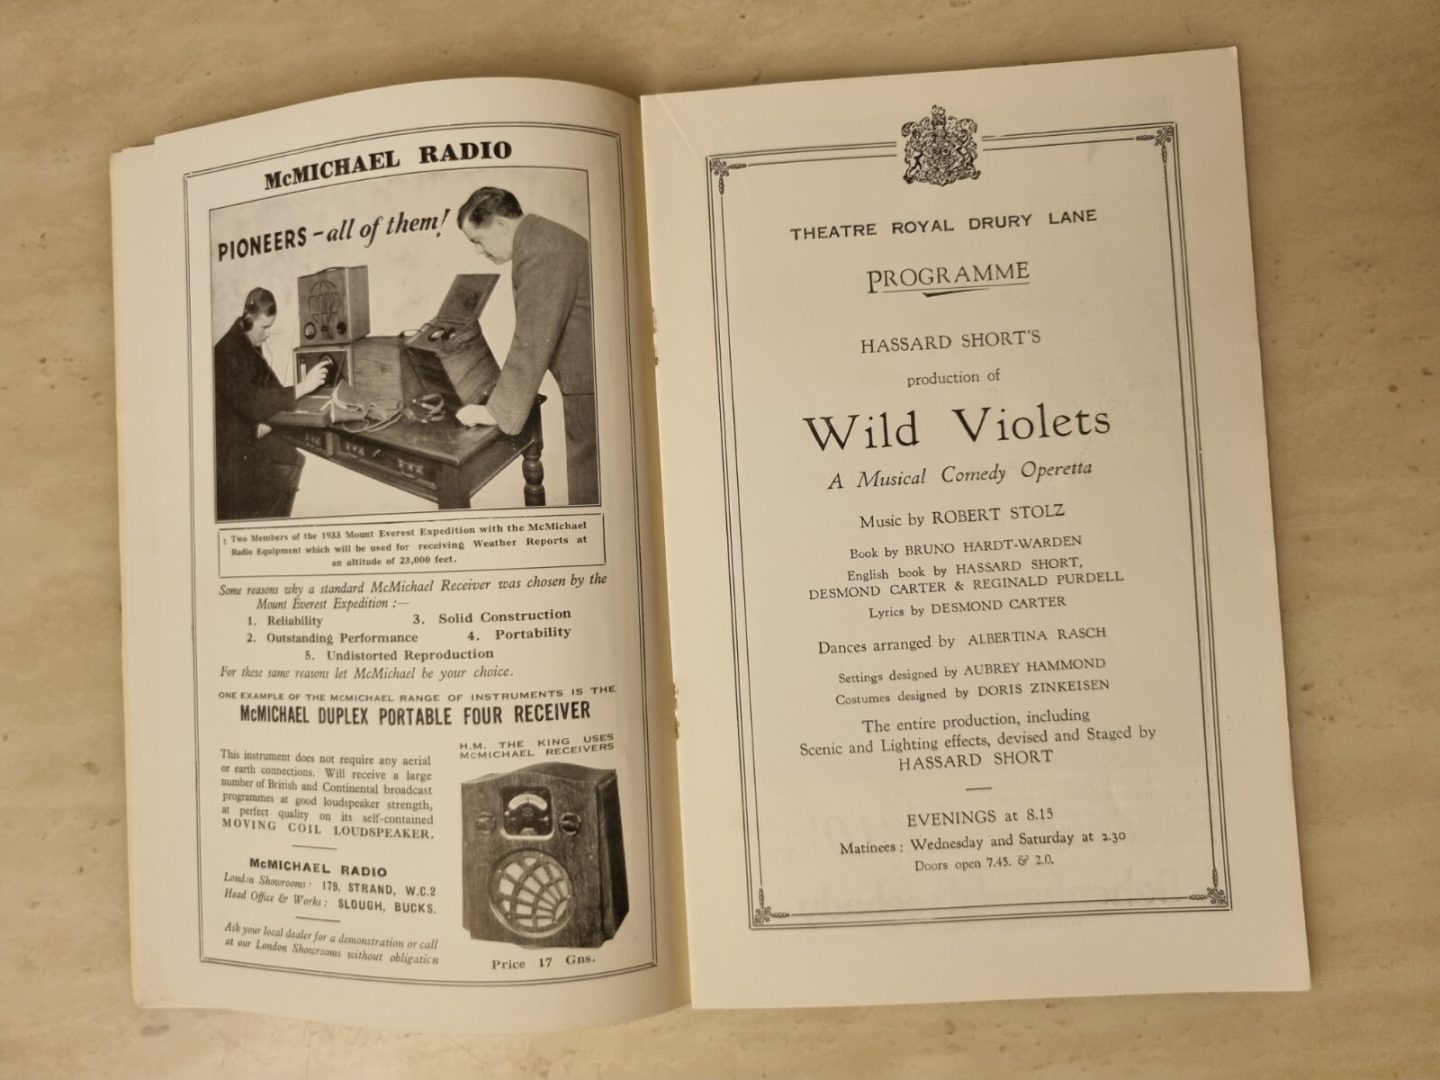 McMICHAEL RADIO
PIONEERS – all of them!
Two Members of the 1933 Mount Everest Expedition with the McMichael
Radio Equipment which will be used for receiving Weather Reports at
an altitude of 23,000 feet.
Some reasons why a standard McMichael Receiver was chosen by the
Mount Everest Expedition :—
1. Reliability 3. Solid Construction
2. Outstanding Performance 4. Portability
5. Undistorted Reproduction
For these same reasons let McMichael be your choice.
ONE EXAMPLE OF THE MCMICHAEL RANGE OF INSTRUMENTS IS THE
McMICHAEL DUPLEX PORTABLE FOUR RECEIVER
H.M. THE KING USES
MCMICHAEL RECEIVERS
This instrument does not require any aerial
or earth connections. Will receive a large
number of British and Continental broadcast
programmes at good loudspeaker strength,
at perfect quality on its self-contained
MOVING COIL LOUDSPEAKER.
McMICHAEL RADIO
London Showrooms : 179, STRAND, W.C.2
Head Office & Works : SLOUGH, BUCKS.
Ask your local dealer for a demonstration or call
at our London Showrooms without obligation
Price 17 Gns.
THEATRE ROYAL DRURY LANE
PROGRAMME
HASSARD SHORT'S
production of
Wild Violets
A Musical Comedy Operetta
Music by ROBERT STOLZ
Book by BRUNO HARDT-WARDEN
English book by HASSARD SHORT,
DESMOND CARTER & REGINALD PURDELL
Lyrics by DESMOND CARTER
Dances arranged by ALBERTINA RASCH
Settings designed by AUBREY HAMMOND
Costumes designed by DORIS ZINKEISEN
The entire production, including
Scenic and Lighting effects, devised and Staged by
HASSARD SHORT
EVENINGS at 8.15
Matinees : Wednesday and Saturday at 2.30
Doors open 7.45. & 2.0.